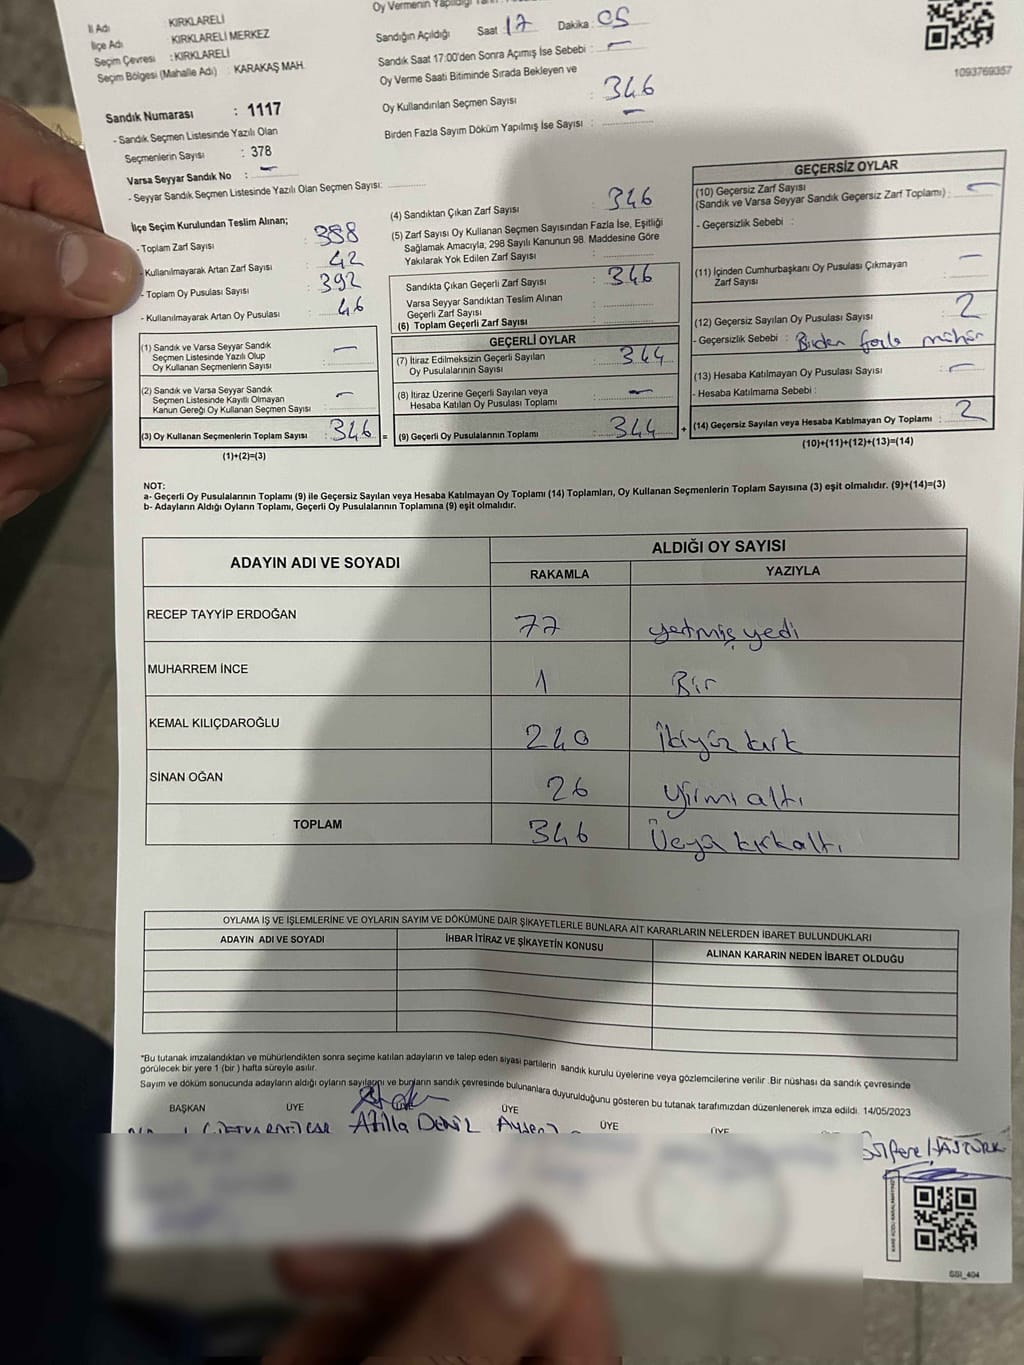 Oy Vermenin Yapıldığı
İl Adı : KIRKLARELİ
İlçe Adı : KIRKLARELİ MERKEZ
Seçim Çevresi : KIRKLARELİ
Seçim Bölgesi (Mahalle Adı) : KARAKAŞ MAH.
Sandığın Açıldığı Saat 17 Dakika : 05
Sandık Saat 17:00'den Sonra Açımış İse Sebebi : —
Oy Verme Saati Bitiminde Sırada Bekleyen ve
Oy Kullandırılan Seçmen Sayısı : 346
Birden Fazla Sayım Döküm Yapılmış İse Sayısı : —
1093769357
Sandık Numarası : 1117
- Sandık Seçmen Listesinde Yazılı Olan
Seçmenlerin Sayısı : 378
Varsa Seyyar Sandık No : —
- Seyyar Sandık Seçmen Listesinde Yazılı Olan Seçmen Sayısı:
İlçe Seçim Kurulundan Teslim Alınan;
- Toplam Zarf Sayısı : 388
- Kullanılmayarak Artan Zarf Sayısı : 42
- Toplam Oy Pusulası Sayısı : 392
- Kullanılmayarak Artan Oy Pusulası : 46
(1) Sandık ve Varsa Seyyar Sandık
Seçmen Listesinde Yazılı Olup
Oy Kullanan Seçmenlerin Sayısı : —
(2) Sandık ve Varsa Seyyar Sandık
Seçmen Listesinde Kayıtlı Olmayan
Kanun Gereği Oy Kullanan Seçmen Sayısı : —
(3) Oy Kullanan Seçmenlerin Toplam Sayısı : 346 =
(1)+(2)=(3)
(4) Sandıktan Çıkan Zarf Sayısı : 346
(5) Zarf Sayısı Oy Kullanan Seçmen Sayısından Fazla İse, Eşitliği
Sağlamak Amacıyla; 298 Sayılı Kanunun 98. Maddesine Göre
Yakılarak Yok Edilen Zarf Sayısı :
Sandıkta Çıkan Geçerli Zarf Sayısı : 346
Varsa Seyyar Sandıktan Teslim Alınan
Geçerli Zarf Sayısı :
(6) Toplam Geçerli Zarf Sayısı :
GEÇERLİ OYLAR
(7) İtiraz Edilmeksizin Geçerli Sayılan
Oy Pusulalarının Sayısı : 344
(8) İtiraz Üzerine Geçerli Sayılan veya
Hesaba Katılan Oy Pusulası Toplamı : —
(9) Geçerli Oy Pusulalarının Toplamı : 344 +
GEÇERSİZ OYLAR
(10) Geçersiz Zarf Sayısı
(Sandık ve Varsa Seyyar Sandık Geçersiz Zarf Toplamı) : —
- Geçersizlik Sebebi :
(11) İçinden Cumhurbaşkanı Oy Pusulası Çıkmayan
Zarf Sayısı : —
(12) Geçersiz Sayılan Oy Pusulası Sayısı : 2
- Geçersizlik Sebebi : Birden fazla mühür
(13) Hesaba Katılmayan Oy Pusulası Sayısı : —
- Hesaba Katılmama Sebebi :
(14) Geçersiz Sayılan veya Hesaba Katılmayan Oy Toplamı : 2
(10)+(11)+(12)+(13)=(14)
NOT:
a- Geçerli Oy Pusulalarının Toplamı (9) ile Geçersiz Sayılan veya Hesaba Katılmayan Oy Toplamı (14) Toplamları, Oy Kullanan Seçmenlerin Toplam Sayısına (3) eşit olmalıdır. (9)+(14)=(3)
b- Adayların Aldığı Oyların Toplamı, Geçerli Oy Pusulalarının Toplamına (9) eşit olmalıdır.
ADAYIN ADI VE SOYADI ALDIĞI OY SAYISI
RAKAMLA YAZIYLA
RECEP TAYYİP ERDOĞAN 77 yetmiş yedi
MUHARREM İNCE 1 Bir
KEMAL KILIÇDAROĞLU 240 İkiyüz kırk
SİNAN OĞAN 26 yirmi altı
TOPLAM 346 Üçyü kırkaltı
OYLAMA İŞ VE İŞLEMLERİNE VE OYLARIN SAYIM VE DÖKÜMÜNE DAİR ŞİKAYETLERLE BUNLARA AİT KARARLARIN NELERDEN İBARET BULUNDUKLARI
ADAYIN ADI VE SOYADI İHBAR İTİRAZ VE ŞİKAYETİN KONUSU ALINAN KARARIN NEDEN İBARET OLDUĞU
*Bu tutanak imzalandıktan ve mühürlendikten sonra seçime katılan adayların ve talep eden siyasi partilerin sandık kurulu üyelerine veya gözlemcilerine verilir .Bir nüshası da sandık çevresinde
görülecek bir yere 1 (bir ) hafta süreyle asılır.
Sayım ve döküm sonucunda adayların aldığı oyların sayılarını ve bunların sandık çevresinde bulunanlara duyurulduğunu gösteren bu tutanak tarafımızdan düzenlenerek imza edildi. 14/05/2023
BAŞKAN ÜYE ÜYE ÜYE ÜYE
Atilla DENİZ
SSI_404